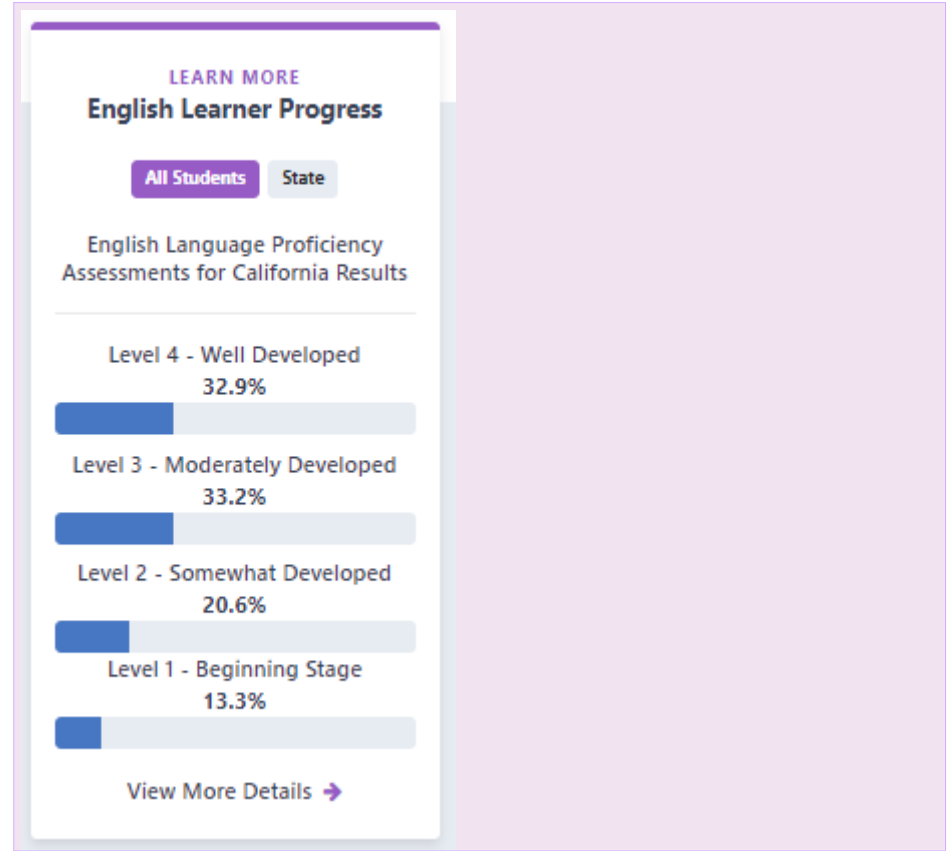 LEARN MORE
English Learner Progress
All Students State
English Language Proficiency
Assessments for California Results
Level 4 - Well Developed
32.9%
Level 3 - Moderately Developed
33.2%
Level 2 - Somewhat Developed
20.6%
Level 1 - Beginning Stage
13.3%
View More Details